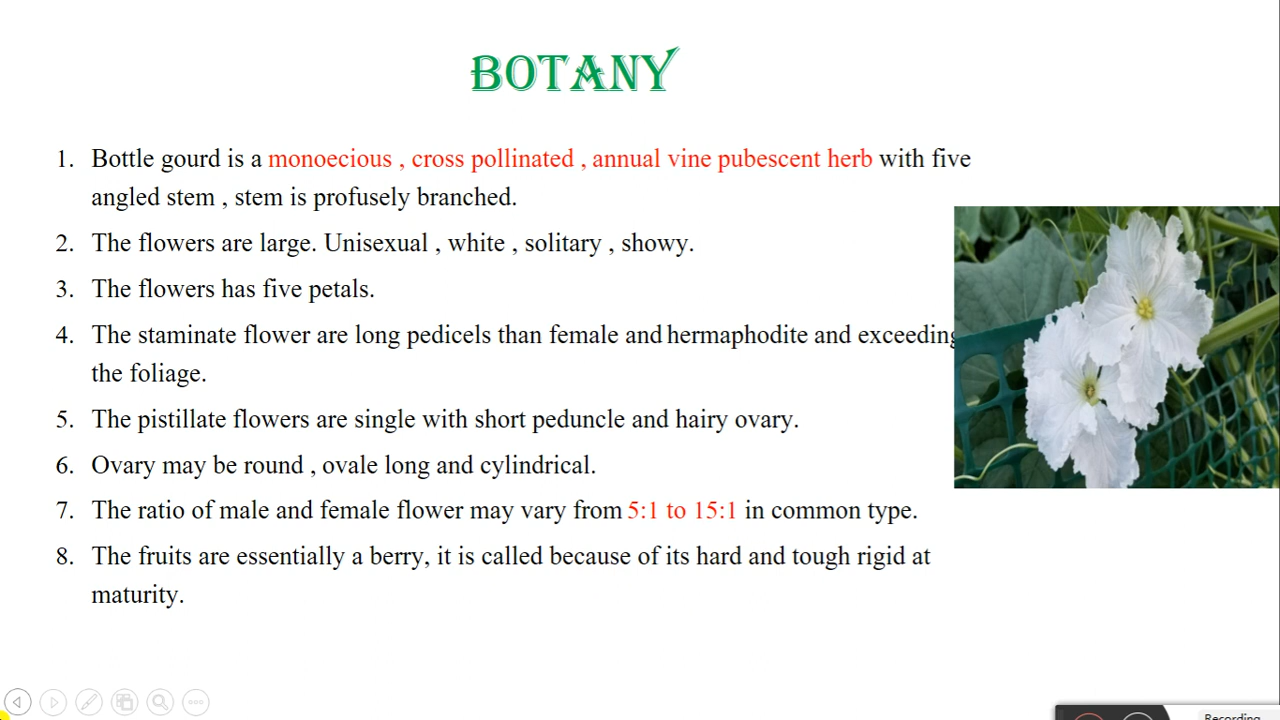 BOTANY
1. Bottle gourd is a monoecious , cross pollinated , annual vine pubescent herb with five
angled stem , stem is profusely branched.
2. The flowers are large. Unisexual , white , solitary , showy.
3. The flowers has five petals.
4. The staminate flower are long pedicels than female and hermaphodite and exceeding
the foliage.
5. The pistillate flowers are single with short peduncle and hairy ovary.
6. Ovary may be round , ovale long and cylindrical.
7. The ratio of male and female flower may vary from 5:1 to 15:1 in common type.
8. The fruits are essentially a berry, it is called because of its hard and tough rigid at
maturity.
Recording